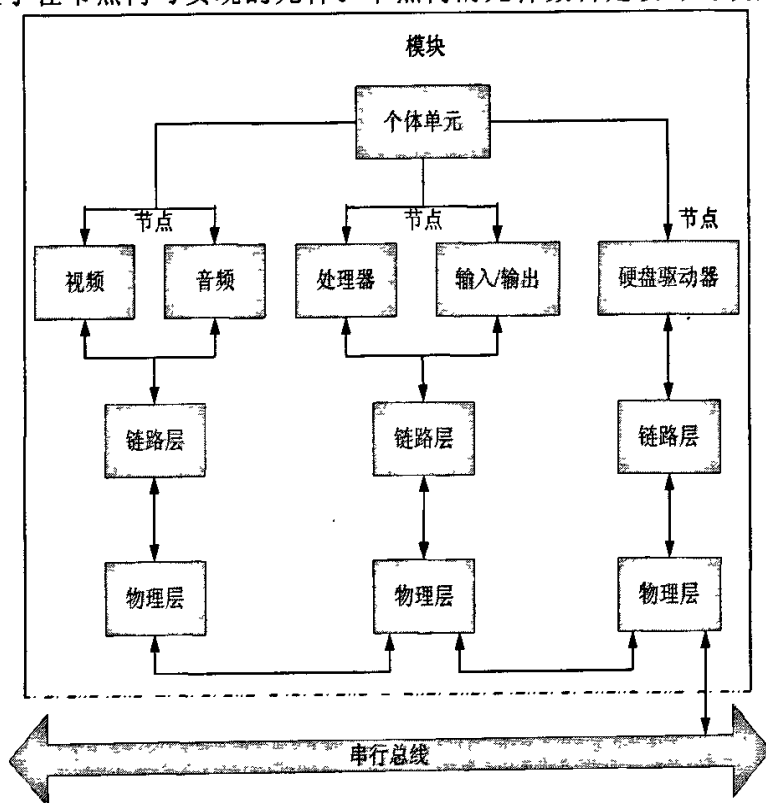 模块
个体单元
节点 节点 节点
视频 音频 处理器 输入/输出 硬盘驱动器
链路层 链路层 链路层
物理层 物理层 物理层
串行总线